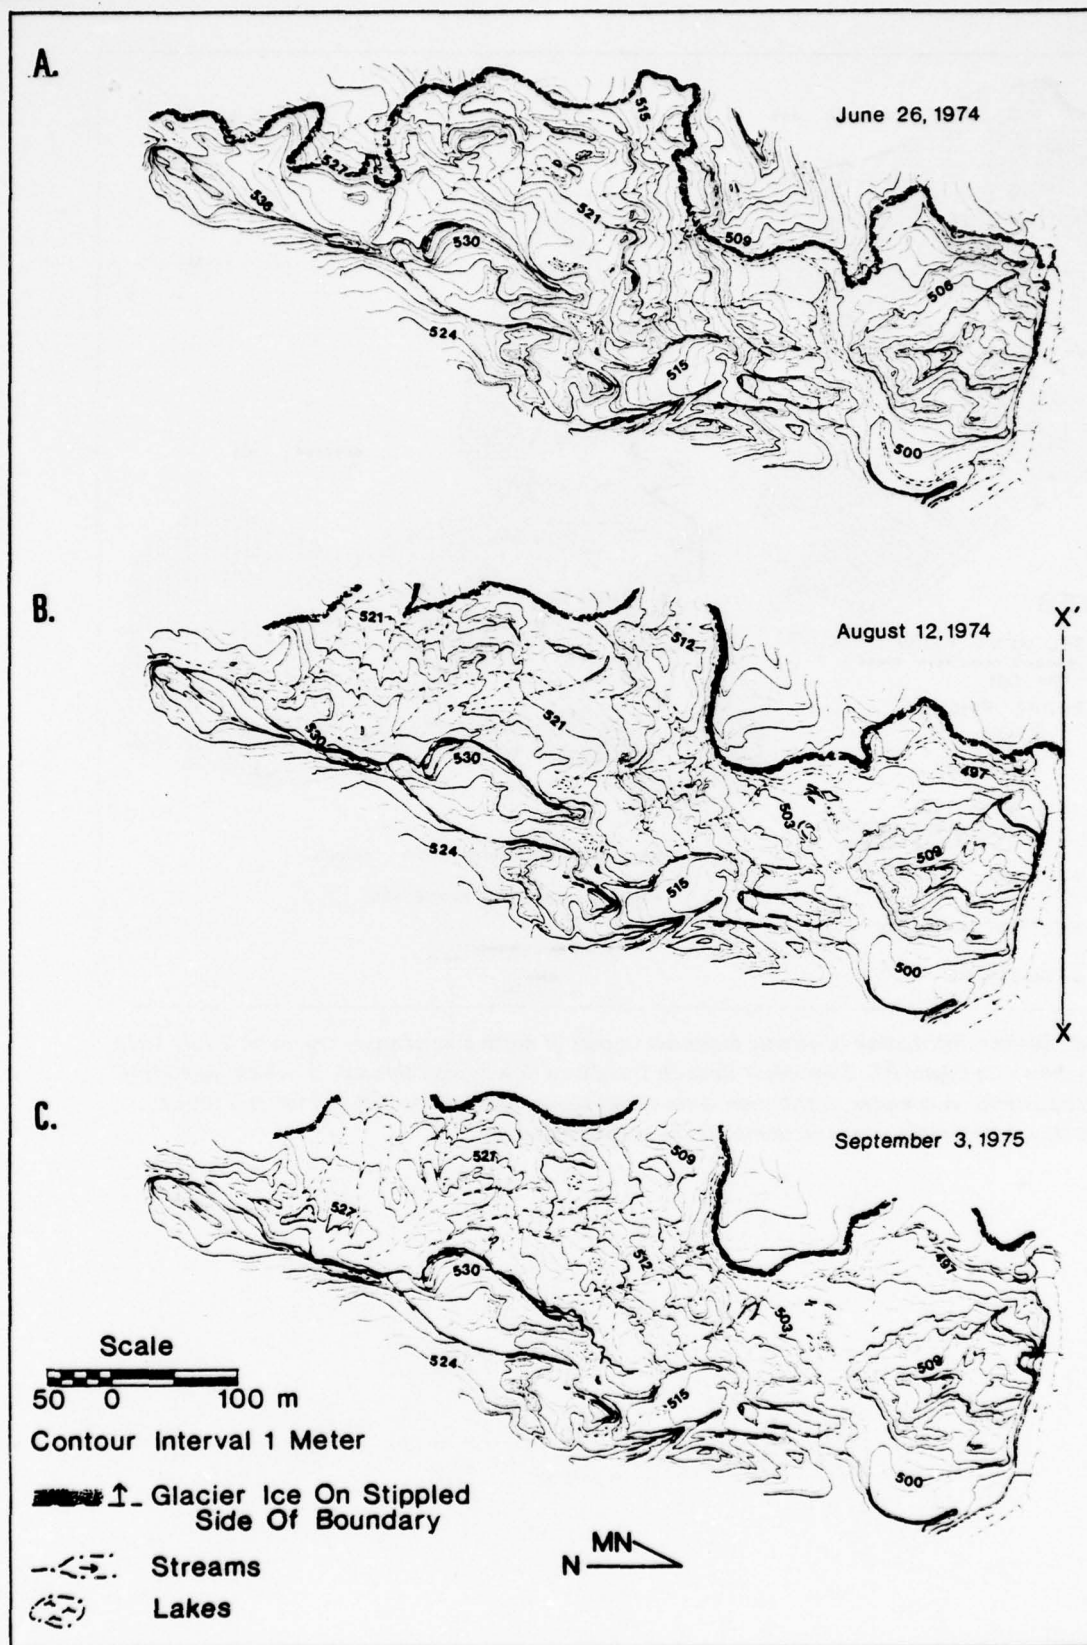 A.
June 26, 1974
515
527
536
521
530
509
506
524
515
500
B.
August 12, 1974
X'
521
512
530
521
530
497
503
524
509
515
500
X
C.
September 3, 1975
521
509
527
512
530
497
503
524
509
515
500
Scale
50 0 100 m
Contour Interval 1 Meter
Glacier Ice On Stippled
Side Of Boundary
Streams
Lakes
MN
N